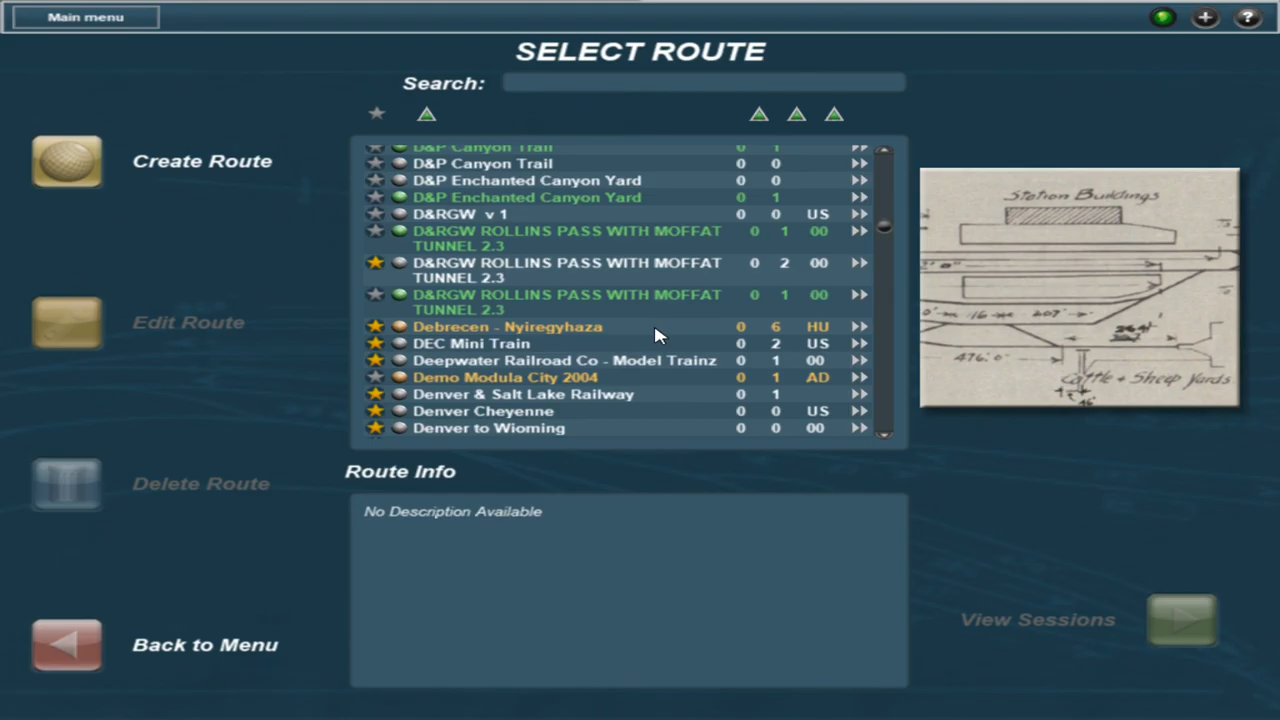 Main menu
?
SELECT ROUTE
Search:
Create Route
D&P Canyon Trail 0 1
D&P Canyon Trail 0 0
D&P Enchanted Canyon Yard 0 0
D&P Enchanted Canyon Yard 0 1
D&RGW v 1 0 0 US
D&RGW ROLLINS PASS WITH MOFFAT 0 1 00
TUNNEL 2.3
D&RGW ROLLINS PASS WITH MOFFAT 0 2 00
TUNNEL 2.3
D&RGW ROLLINS PASS WITH MOFFAT 0 1 00
TUNNEL 2.3
Debrecen - Nyiregyhaza 0 6 HU
DEC Mini Train 0 2 US
Deepwater Railroad Co - Model Trainz 0 1 00
Demo Modula City 2004 0 1 AD
Denver & Salt Lake Railway 0 1
Denver Cheyenne 0 0 US
Denver to Wioming 0 0 00
Station Buildings
476'.0"
Cattle + Sheep Yards
Edit Route
Delete Route
Route Info
No Description Available
View Sessions
Back to Menu